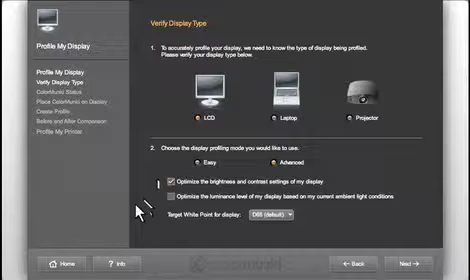 Verify Display Type
Profile My Display
1. To accurately profile your display, we need to know the type of display being profiled.
Please verify your display type below.
Profile My Display
Verify Display Type
ColorMunki Status
Place ColorMunki on Display
Create Profile
Before and After Comparison
Profile My Printer
LCD
Laptop
Projector
2. Choose the display profiling mode you would like to use.
Easy
Advanced
Optimize the brightness and contrast settings of my display
Optimize the luminance level of my display based on my current ambient light conditions
Target White Point for display: D65 (default)
Home
? Info
Back
Next